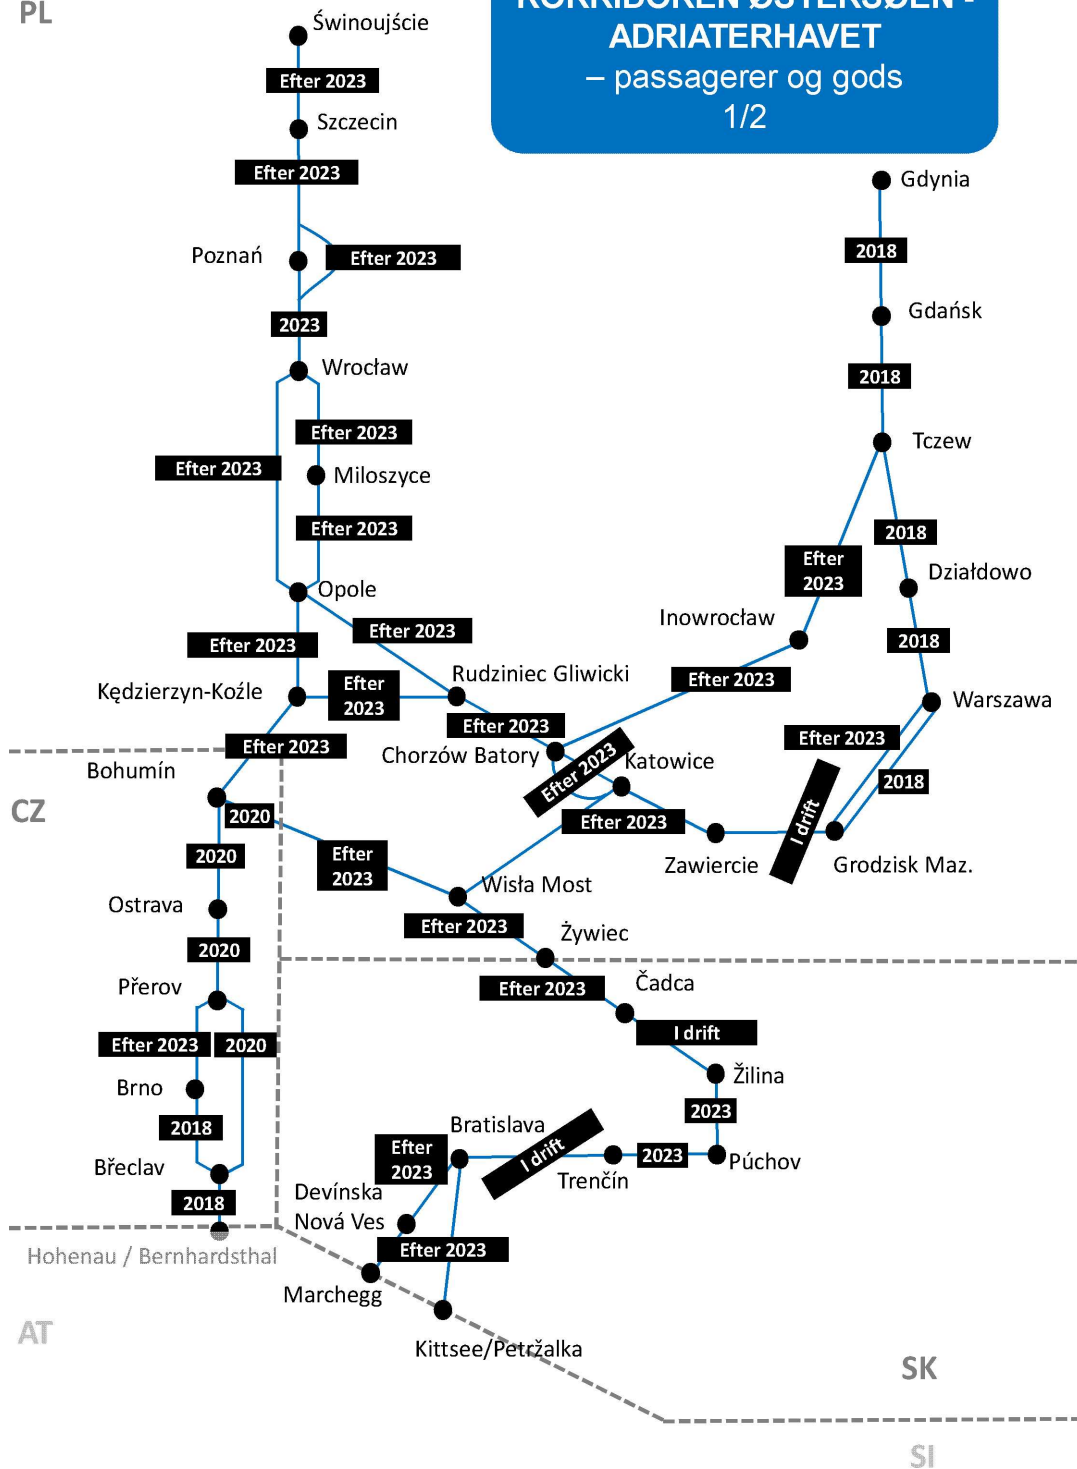 PL
KORRIDOREN ØSTERSØEN -
ADRIATERHAVET
– passagerer og gods
1/2
Świnoujście
Efter 2023
Szczecin
Efter 2023
Poznań
Efter 2023
2023
Wrocław
Efter 2023
Efter 2023
Miloszyce
Efter 2023
Opole
Efter 2023
Efter 2023
Kędzierzyn-Koźle
Efter
2023
Rudziniec Gliwicki
Efter 2023
Efter 2023
Chorzów Batory
Efter 2023
Katowice
Efter 2023
Zawiercie
I drift
Grodzisk Maz.
Gdynia
2018
Gdańsk
2018
Tczew
2018
Efter
2023
Działdowo
Inowrocław
2018
Efter 2023
Warszawa
Efter 2023
2018
CZ
Bohumín
2020
2020
Efter
2023
Wisła Most
Ostrava
Efter 2023
Żywiec
2020
Přerov
Efter 2023
2020
Brno
2018
Břeclav
2018
Hohenau / Bernhardsthal
Efter 2023
Čadca
I drift
Žilina
2023
Púchov
2023
Trenčín
I drift
Bratislava
Efter
2023
Devínska
Nová Ves
Efter 2023
Marchegg
Kittsee/Petržalka
AT
SK
SI